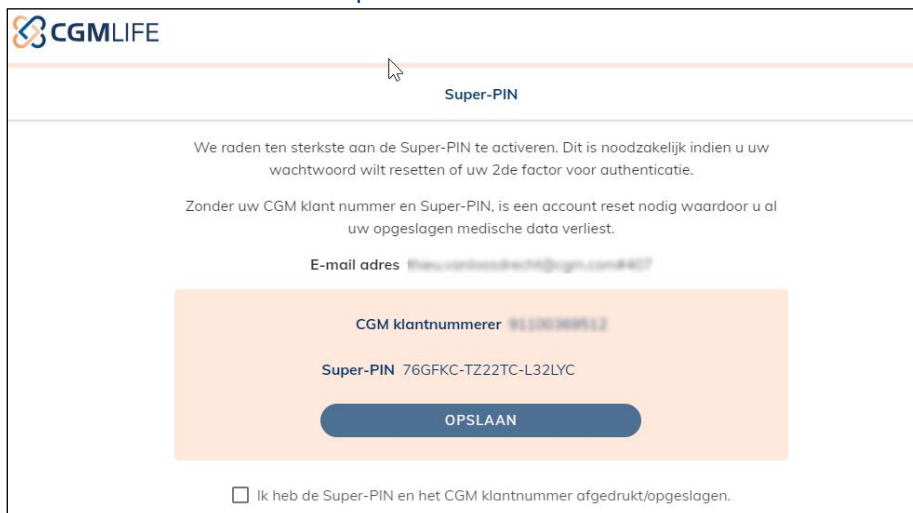 CGMLIFE
Super-PIN
We raden ten sterkste aan de Super-PIN te activeren. Dit is noodzakelijk indien u uw
wachtwoord wilt resetten of uw 2de factor voor authenticatie.
Zonder uw CGM klant nummer en Super-PIN, is een account reset nodig waardoor u al
uw opgeslagen medische data verliest.
E-mail adres
CGM klantnummerer
Super-PIN 76GFKC-TZ22TC-L32LYC
OPSLAAN
Ik heb de Super-PIN en het CGM klantnummer afgedrukt/opgeslagen.